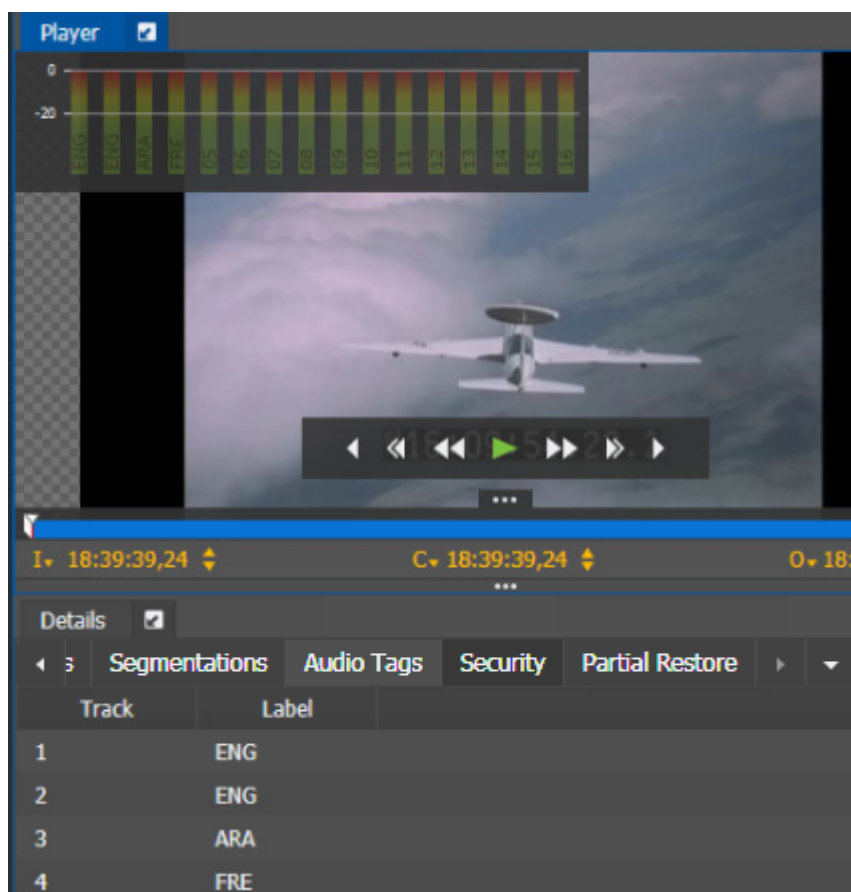 Player
0
-20
ENG ENG ARA FRE 05 06 07 08 09 10 11 12 13 14 15 16
I 18:39:39,24 C 18:39:39,24 O 18:
Details
s Segmentations Audio Tags Security Partial Restore
Track Label
1 ENG
2 ENG
3 ARA
4 FRE